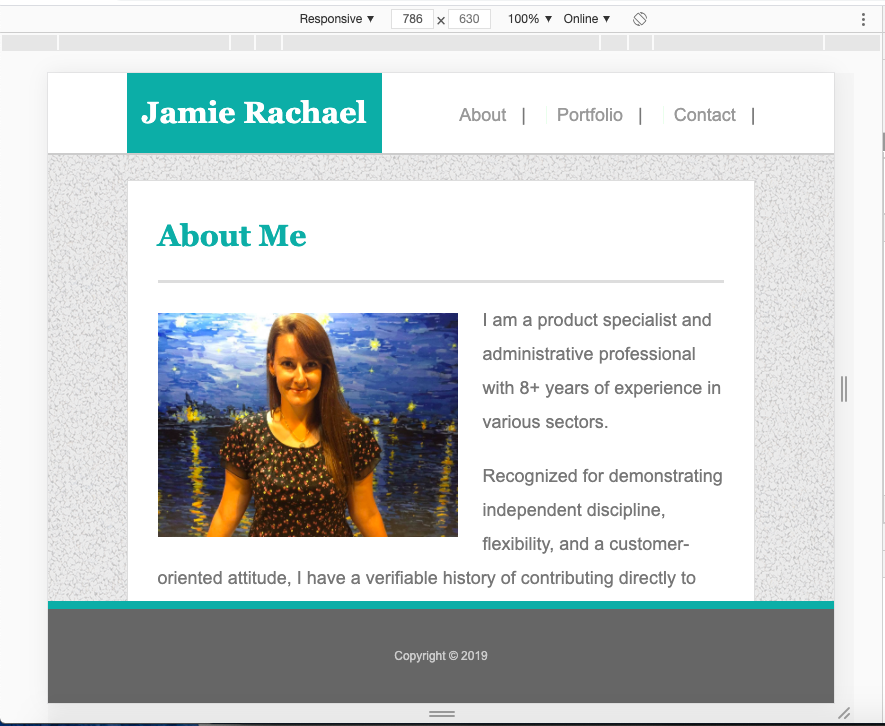 Responsive ▼ 786 × 630 100% ▼ Online ▼
Jamie Rachael
About | Portfolio | Contact |
About Me
I am a product specialist and
administrative professional
with 8+ years of experience in
various sectors.
Recognized for demonstrating
independent discipline,
flexibility, and a customer-
oriented attitude, I have a verifiable history of contributing directly to
Copyright © 2019